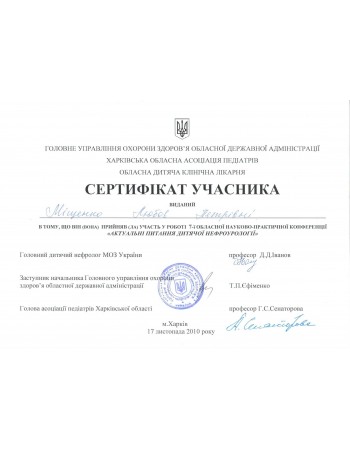 ГОЛОВНЕ УПРАВЛІННЯ ОХОРОНИ ЗДОРОВ'Я ОБЛАСНОЇ ДЕРЖАВНОЇ АДМІНІСТРАЦІЇ
ХАРКІВСЬКА ОБЛАСНА АСОЦІАЦІЯ ПЕДІАТРІВ
ОБЛАСНА ДИТЯЧА КЛІНІЧНА ЛІКАРНЯ
СЕРТИФІКАТ УЧАСНИКА
ВИДАНИЙ
Міщенко Любов Петрівні
В ТОМУ, ЩО ВІН (ВОНА) ПРИЙНЯВ (ЛА) УЧАСТЬ У РОБОТІ 7-Ї ОБЛАСНОЇ НАУКОВО-ПРАКТИЧНОЇ КОНФЕРЕНЦІЇ
«АКТУАЛЬНІ ПИТАННЯ ДИТЯЧОЇ НЕФРОУРОЛОГІЇ»
Головний дитячий нефролог МОЗ України професор Д.Д.Іванов
Заступник начальника Головного управління охорони
здоров'я обласної державної адміністрації Т.П.Єфіменко
Голова асоціації педіатрів Харківської області професор Г.С.Сенаторова
м.Харків
17 листопада 2010 року